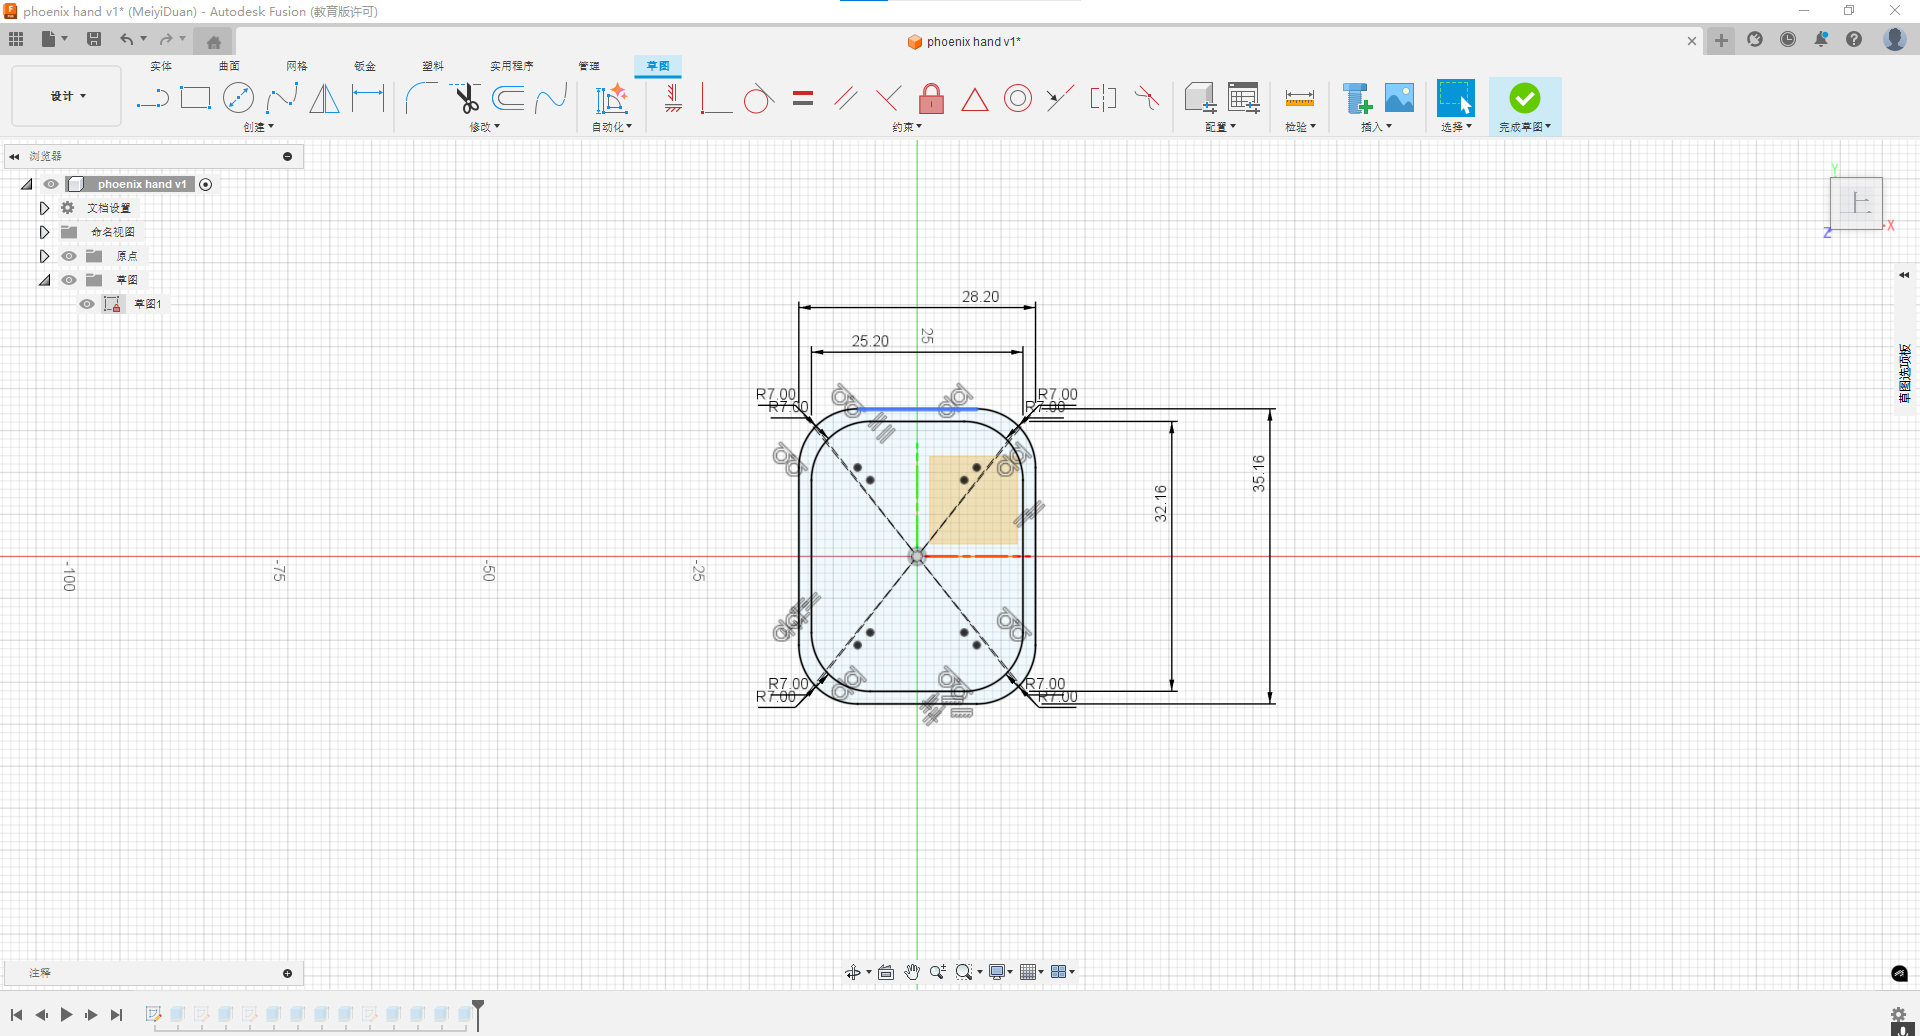 phoenix hand v1* (MeiyiDuan) - Autodesk Fusion (教育版许可)
phoenix hand v1*
实体 曲面 网格 钣金 塑料 实用程序 管理 草图
设计
创建 修改 自动化 约束 配置 检验 插入 选择 完成草图
浏览器
phoenix hand v1
文档设置
命名视图
原点
草图
草图1
Y
上
X
Z
草图选项板
28.20
25
25.20
R7.00 R7.00
R7.00 R7.00
35.16
32.16
-100 -75 -50 -25
R7.00 R7.00
R7.00 R7.00
注释